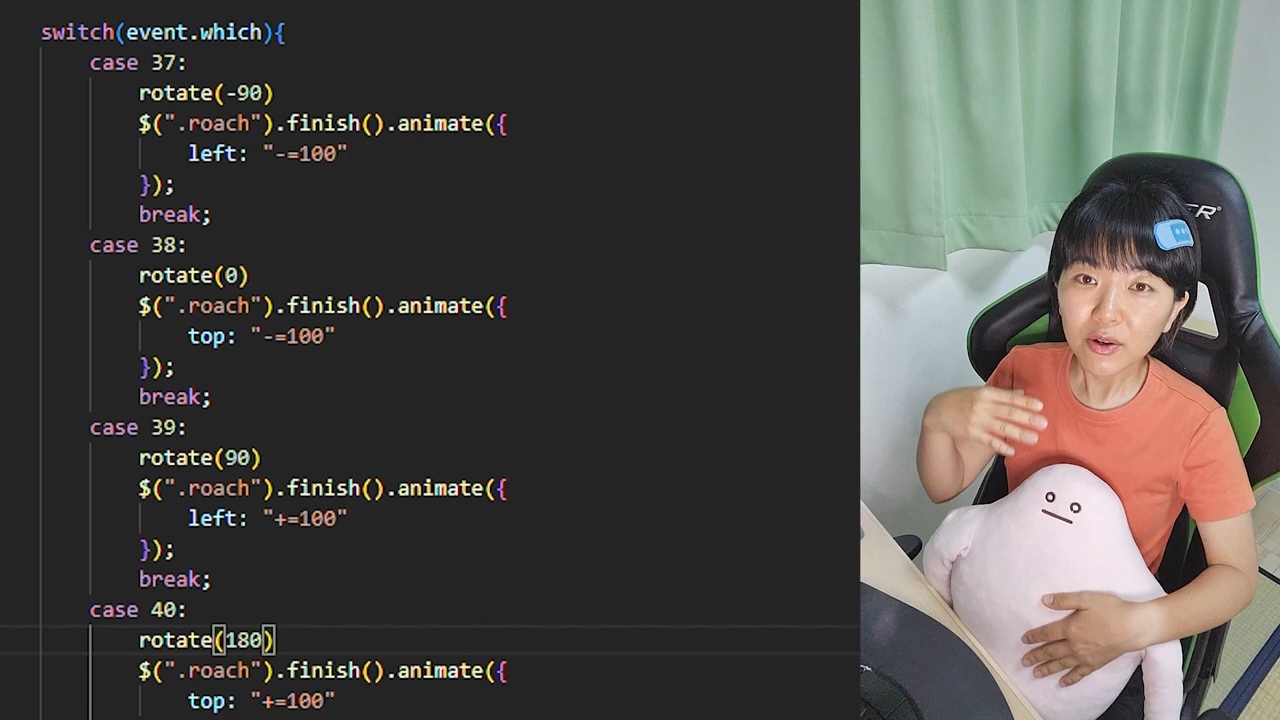 switch(event.which){
case 37:
rotate(-90)
$(".roach").finish().animate({
left: "-=100"
});
break;
case 38:
rotate(0)
$(".roach").finish().animate({
top: "-=100"
});
break;
case 39:
rotate(90)
$(".roach").finish().animate({
left: "+=100"
});
break;
case 40:
rotate(180)
$(".roach").finish().animate({
top: "+=100"